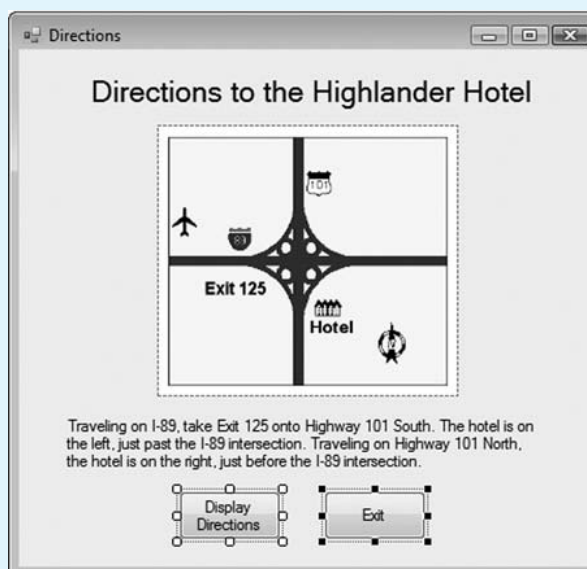 Directions
Directions to the Highlander Hotel
101
89
Exit 125
Hotel
Traveling on I-89, take Exit 125 onto Highway 101 South. The hotel is on
the left, just past the I-89 intersection. Traveling on Highway 101 North,
the hotel is on the right, just before the I-89 intersection.
Display
Directions
Exit